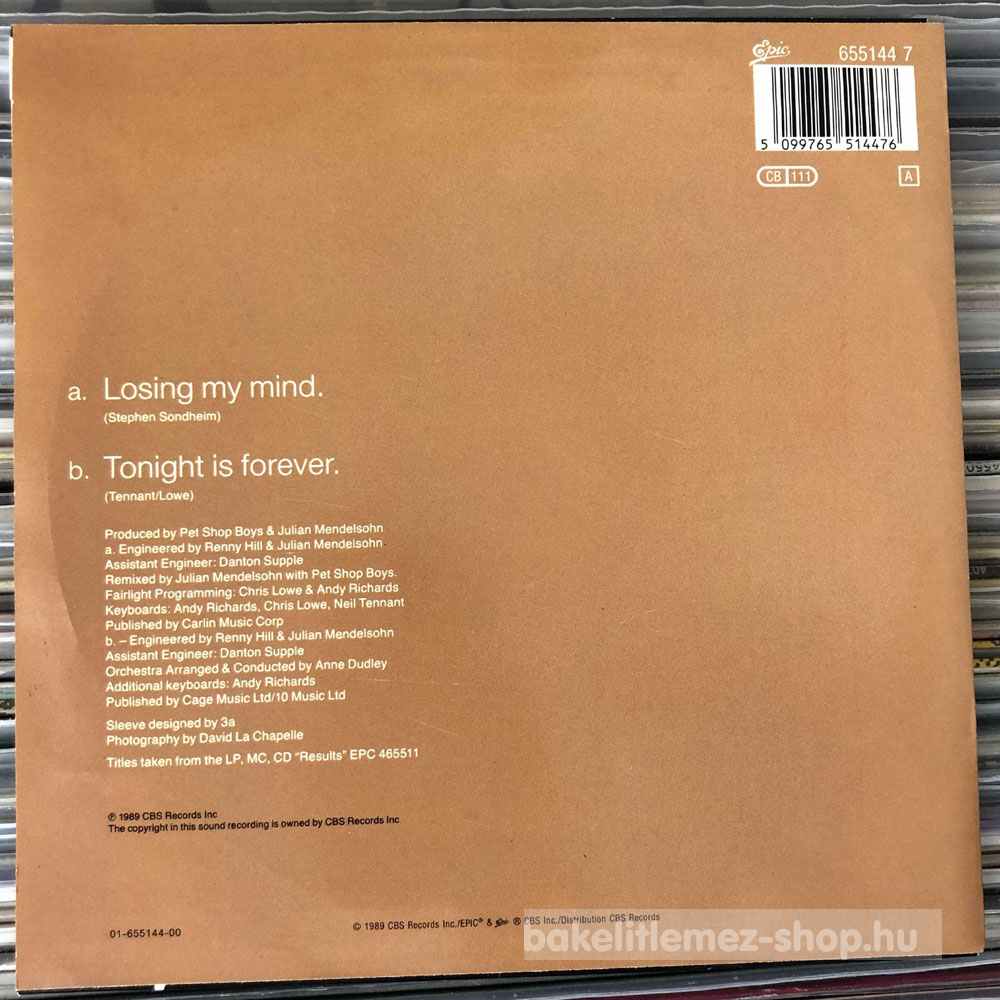 Epic 655144 7
5 099765 514476
CB 111 A
a. Losing my mind.
(Stephen Sondheim)
b. Tonight is forever.
(Tennant/Lowe)
Produced by Pet Shop Boys & Julian Mendelsohn
a. Engineered by Renny Hill & Julian Mendelsohn
Assistant Engineer: Danton Supple
Remixed by Julian Mendelsohn with Pet Shop Boys.
Fairlight Programming: Chris Lowe & Andy Richards
Keyboards: Andy Richards, Chris Lowe, Neil Tennant
Published by Carlin Music Corp
b. – Engineered by Renny Hill & Julian Mendelsohn
Assistant Engineer: Danton Supple
Orchestra Arranged & Conducted by Anne Dudley
Additional keyboards: Andy Richards
Published by Cage Music Ltd/10 Music Ltd
Sleeve designed by 3a
Photography by David La Chapelle
Titles taken from the LP, MC, CD "Results" EPC 465511
℗ 1989 CBS Records Inc
The copyright in this sound recording is owned by CBS Records Inc
01-655144-00
© 1989 CBS Records Inc./EPIC® & Epic ® CBS Inc./Distribution CBS Records
bakelitlemez-shop.hu